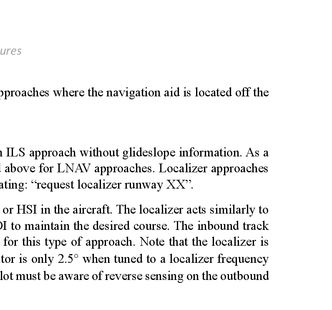 ures
pproaches where the navigation aid is located off the
ILS approach without glideslope information. As a
above for LNAV approaches. Localizer approaches
ating: “request localizer runway XX”.
or HSI in the aircraft. The localizer acts similarly to
to maintain the desired course. The inbound track
for this type of approach. Note that the localizer is
tor is only 2.5° when tuned to a localizer frequency
lot must be aware of reverse sensing on the outbound